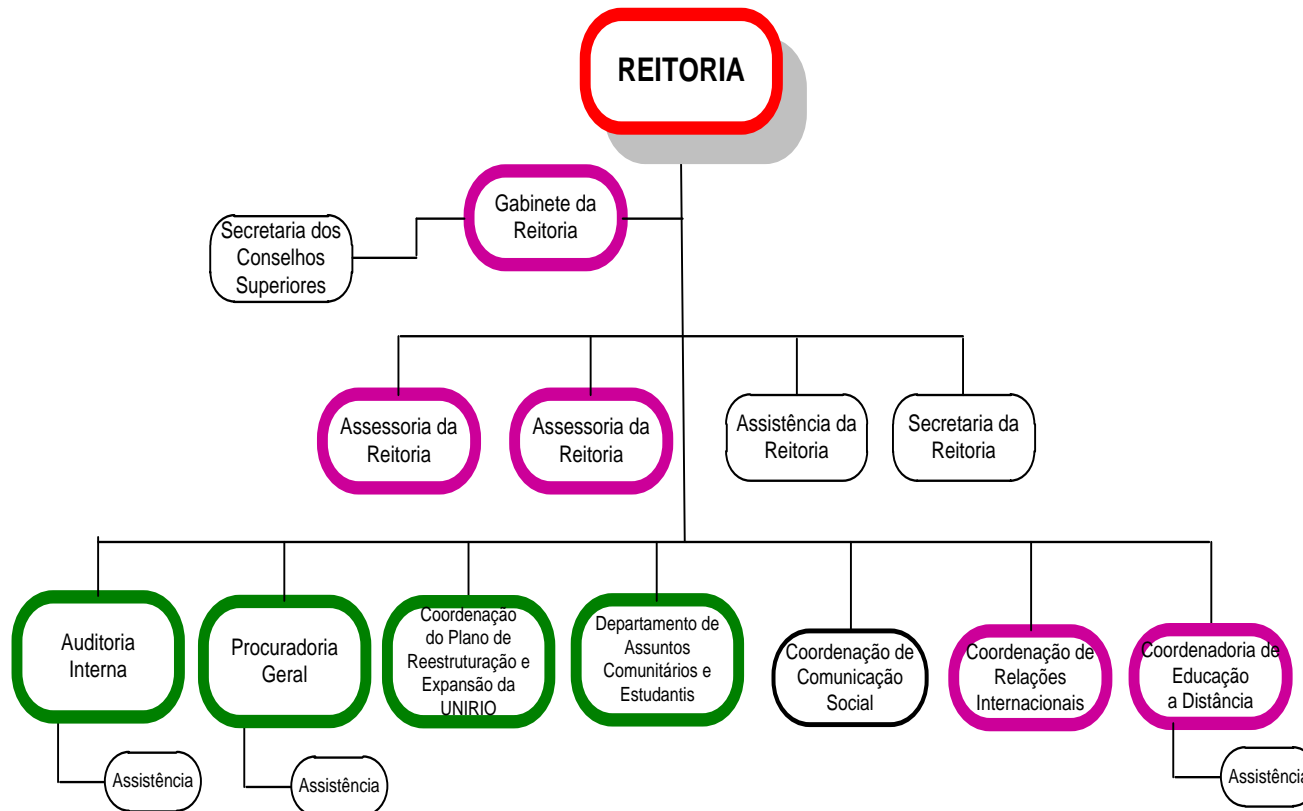 REITORIA
Gabinete da
Reitoria
Secretaria dos
Conselhos
Superiores
Assessoria da
Reitoria
Assessoria da
Reitoria
Assistência da
Reitoria
Secretaria da
Reitoria
Auditoria
Interna
Procuradoria
Geral
Coordenação
do Plano de
Reestruturação e
Expansão da
UNIRIO
Departamento de
Assuntos
Comunitários e
Estudantis
Coordenação de
Comunicação
Social
Coordenação de
Relações
Internacionais
Coordenadoria de
Educação
a Distância
Assistência
Assistência
Assistência